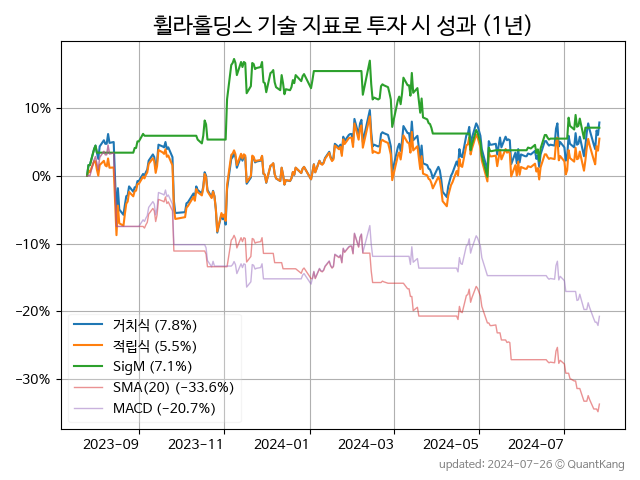 휠라홀딩스 기술 지표로 투자 시 성과 (1년)
10%
0%
−10%
−20%
−30%
거치식 (7.8%)
적립식 (5.5%)
SigM (7.1%)
SMA(20) (−33.6%)
MACD (−20.7%)
2023-09
2023-11
2024-01
2024-03
2024-05
2024-07
updated: 2024-07-26 © QuantKang